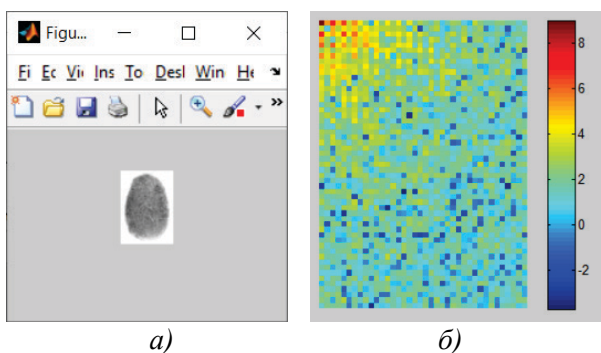 Figu...
Fi Ec Vi Ins To Desl Win He
8
6
4
2
0
-2
а)
б)